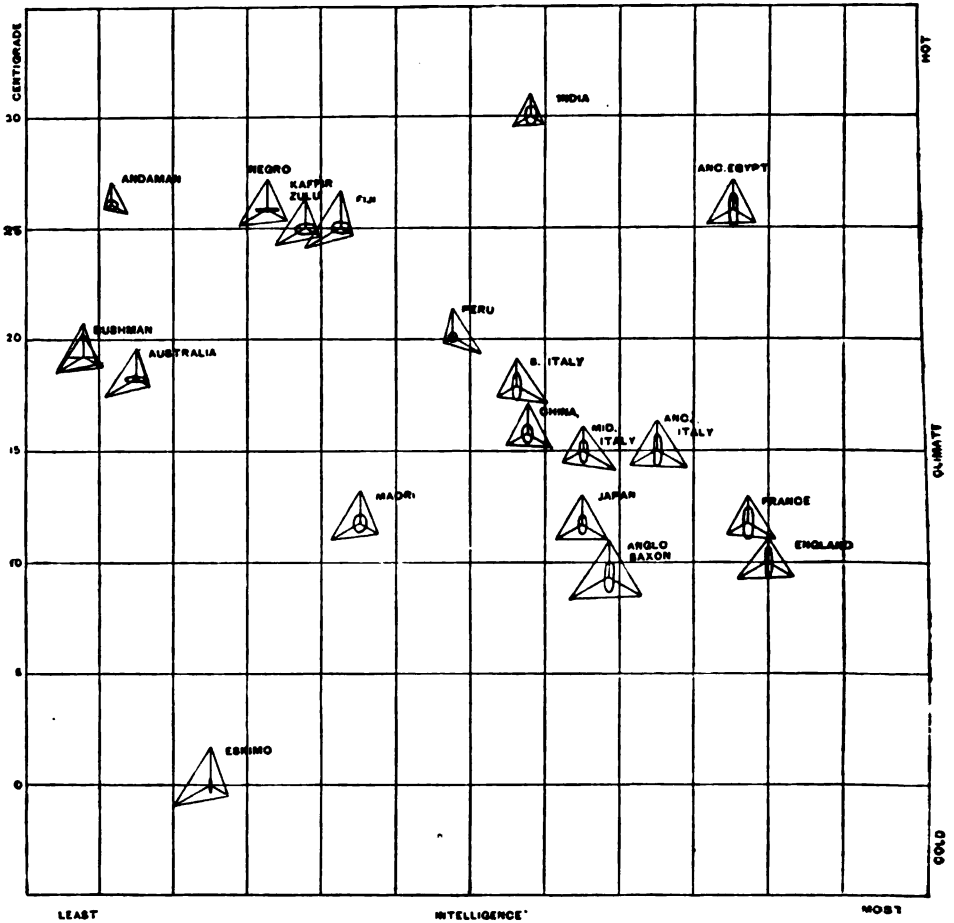 CENTIGRADE
HOT
INDIA
30
ANDAMAN
NEGRO
KAFFIR
ZULU
FIJI
ANC. EGYPT
25
PERU
BUSHMAN
20
AUSTRALIA
S. ITALY
CHINA,
MID.
ITALY
ANC.
ITALY
15
CLIMATE
MAORI
JAPAN
FRANCE
ANGLO
SAXON
ENGLAND
10
5
ESKIMO
0
COLD
LEAST
INTELLIGENCE
MOST